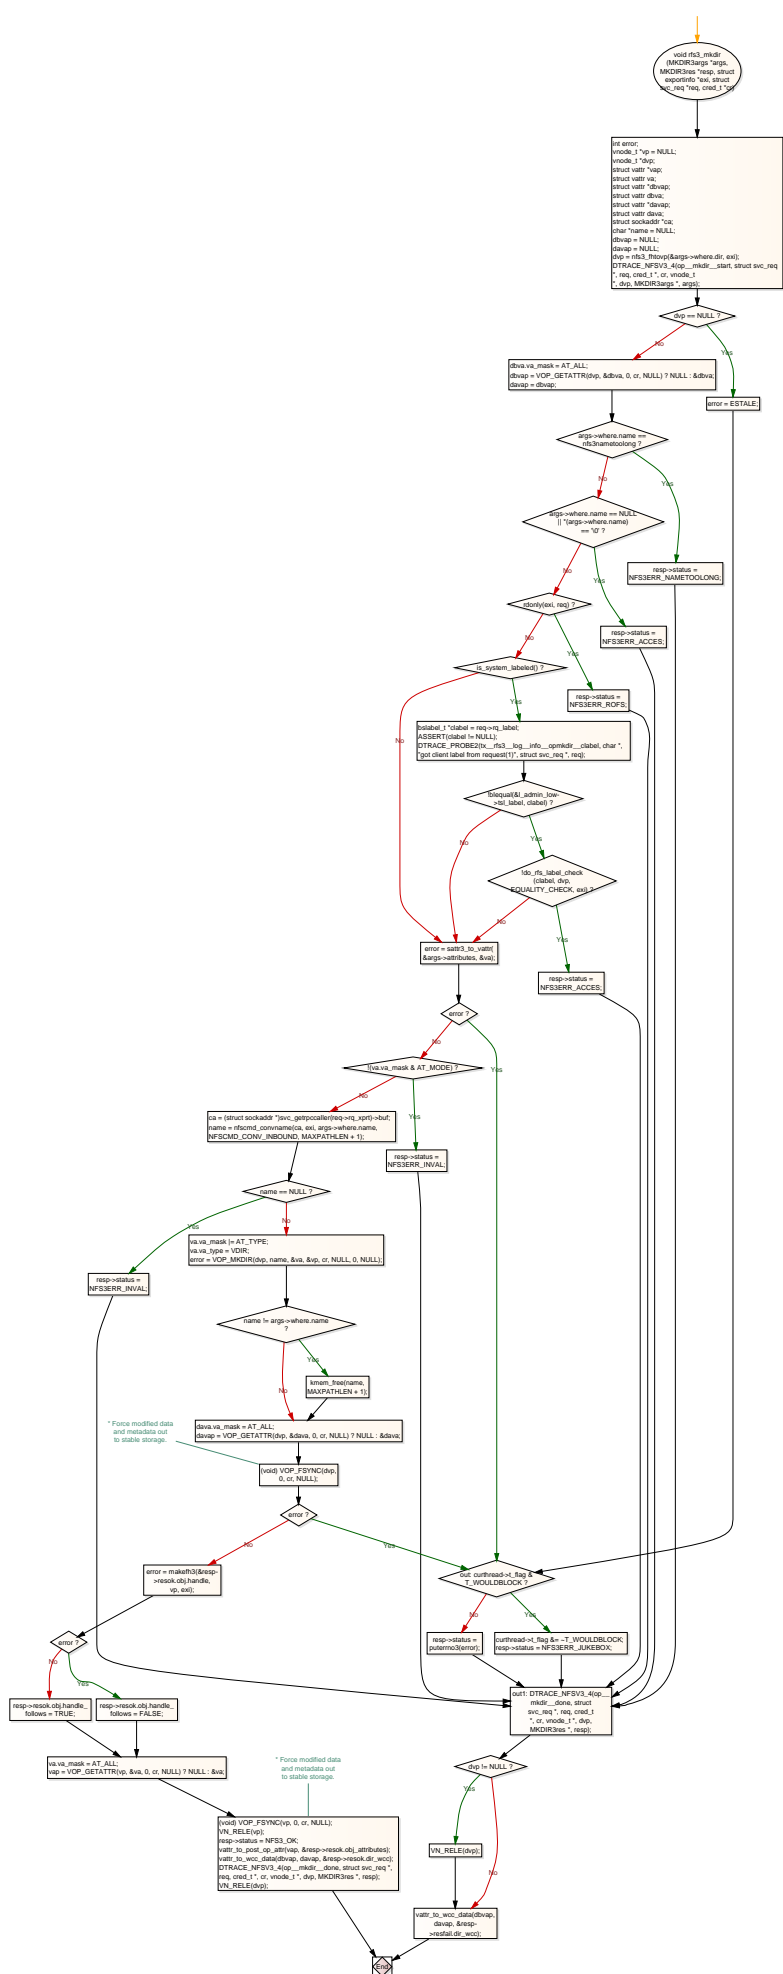 void rfs3_mkdir
(MKDIR3args *args,
MKDIR3res *resp, struct
exportinfo *exi, struct
svc_req *req, cred_t *cr)
int error;
vnode_t *vp = NULL;
vnode_t *dvp;
struct vattr *vap;
struct vattr va;
struct vattr *dbvap;
struct vattr dbva;
struct vattr *davap;
struct vattr dava;
struct sockaddr *ca;
char *name = NULL;
dbvap = NULL;
davap = NULL;
dvp = nfs3_fhtovp(&args->where.dir, exi);
DTRACE_NFSV3_4(op__mkdir__start, struct svc_req
*, req, cred_t *, cr, vnode_t
*, dvp, MKDIR3args *, args);
dvp == NULL ?
No
Yes
dbva.va_mask = AT_ALL;
dbvap = VOP_GETATTR(dvp, &dbva, 0, cr, NULL) ? NULL : &dbva;
davap = dbvap;
error = ESTALE;
args->where.name ==
nfs3nametoolong ?
No
Yes
args->where.name == NULL
|| *(args->where.name)
== '\0' ?
resp->status =
NFS3ERR_NAMETOOLONG;
No
Yes
rdonly(exi, req) ?
resp->status =
NFS3ERR_ACCES;
No
Yes
is_system_labeled() ?
resp->status =
NFS3ERR_ROFS;
Yes
No
bslabel_t *clabel = req->rq_label;
ASSERT(clabel != NULL);
DTRACE_PROBE2(tx__rfs3__log__info__opmkdir__clabel, char *,
"got client label from request(1)", struct svc_req *, req);
!blequal(&l_admin_low-
>tsl_label, clabel) ?
No
Yes
!do_rfs_label_check
(clabel, dvp,
EQUALITY_CHECK, exi) ?
No
Yes
error = sattr3_to_vattr(
&args->attributes, &va);
resp->status =
NFS3ERR_ACCES;
error ?
No
Yes
!(va.va_mask & AT_MODE) ?
No
Yes
ca = (struct sockaddr *)svc_getrpccaller(req->rq_xprt)->buf;
name = nfscmd_convname(ca, exi, args->where.name,
NFSCMD_CONV_INBOUND, MAXPATHLEN + 1);
resp->status =
NFS3ERR_INVAL;
name == NULL ?
Yes
No
va.va_mask |= AT_TYPE;
va.va_type = VDIR;
error = VOP_MKDIR(dvp, name, &va, &vp, cr, NULL, 0, NULL);
resp->status =
NFS3ERR_INVAL;
name != args->where.name
?
Yes
No
kmem_free(name,
MAXPATHLEN + 1);
* Force modified data
and metadata out
to stable storage.
dava.va_mask = AT_ALL;
davap = VOP_GETATTR(dvp, &dava, 0, cr, NULL) ? NULL : &dava;
(void) VOP_FSYNC(dvp,
0, cr, NULL);
error ?
No
Yes
error = makefh3(&resp-
>resok.obj.handle,
vp, exi);
out: curthread->t_flag &
T_WOULDBLOCK ?
No
Yes
error ?
resp->status =
puterrno3(error);
curthread->t_flag &= ~T_WOULDBLOCK;
resp->status = NFS3ERR_JUKEBOX;
No
Yes
resp->resok.obj.handle_
follows = TRUE;
resp->resok.obj.handle_
follows = FALSE;
out1: DTRACE_NFSV3_4(op__
mkdir__done, struct
svc_req *, req, cred_t
*, cr, vnode_t *, dvp,
MKDIR3res *, resp);
va.va_mask = AT_ALL;
vap = VOP_GETATTR(vp, &va, 0, cr, NULL) ? NULL : &va;
* Force modified data
and metadata out
to stable storage.
dvp != NULL ?
Yes
No
(void) VOP_FSYNC(vp, 0, cr, NULL);
VN_RELE(vp);
resp->status = NFS3_OK;
vattr_to_post_op_attr(vap, &resp->resok.obj_attributes);
vattr_to_wcc_data(dbvap, davap, &resp->resok.dir_wcc);
DTRACE_NFSV3_4(op__mkdir__done, struct svc_req *,
req, cred_t *, cr, vnode_t *, dvp, MKDIR3res *, resp);
VN_RELE(dvp);
VN_RELE(dvp);
vattr_to_wcc_data(dbvap,
davap, &resp-
>resfail.dir_wcc);
End